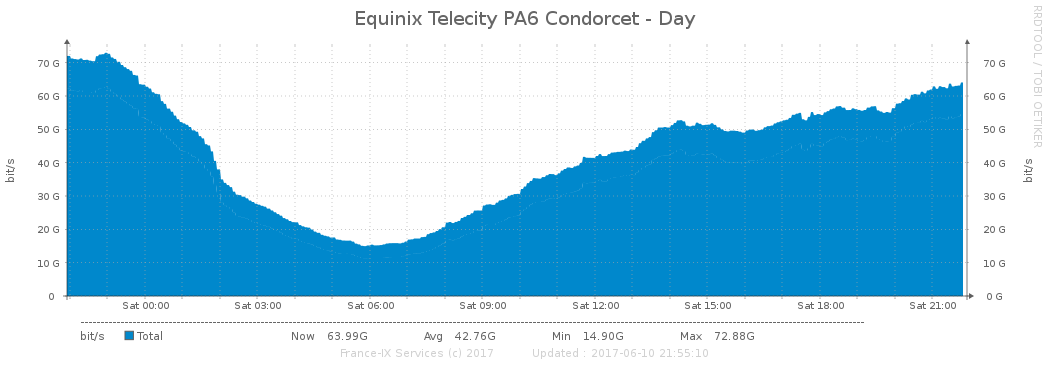 Equinix Telecity PA6 Condorcet - Day
RRDTOOL / TOBI OETIKER
bit/s
70 G 70 G
60 G 60 G
50 G 50 G
40 G 40 G
30 G 30 G
20 G 20 G
10 G 10 G
0 0 G
bit/s
Sat 00:00 Sat 03:00 Sat 06:00 Sat 09:00 Sat 12:00 Sat 15:00 Sat 18:00 Sat 21:00
bit/s Total Now 63.99G Avg 42.76G Min 14.90G Max 72.88G
France-IX Services (c) 2017 Updated : 2017-06-10 21:55:10